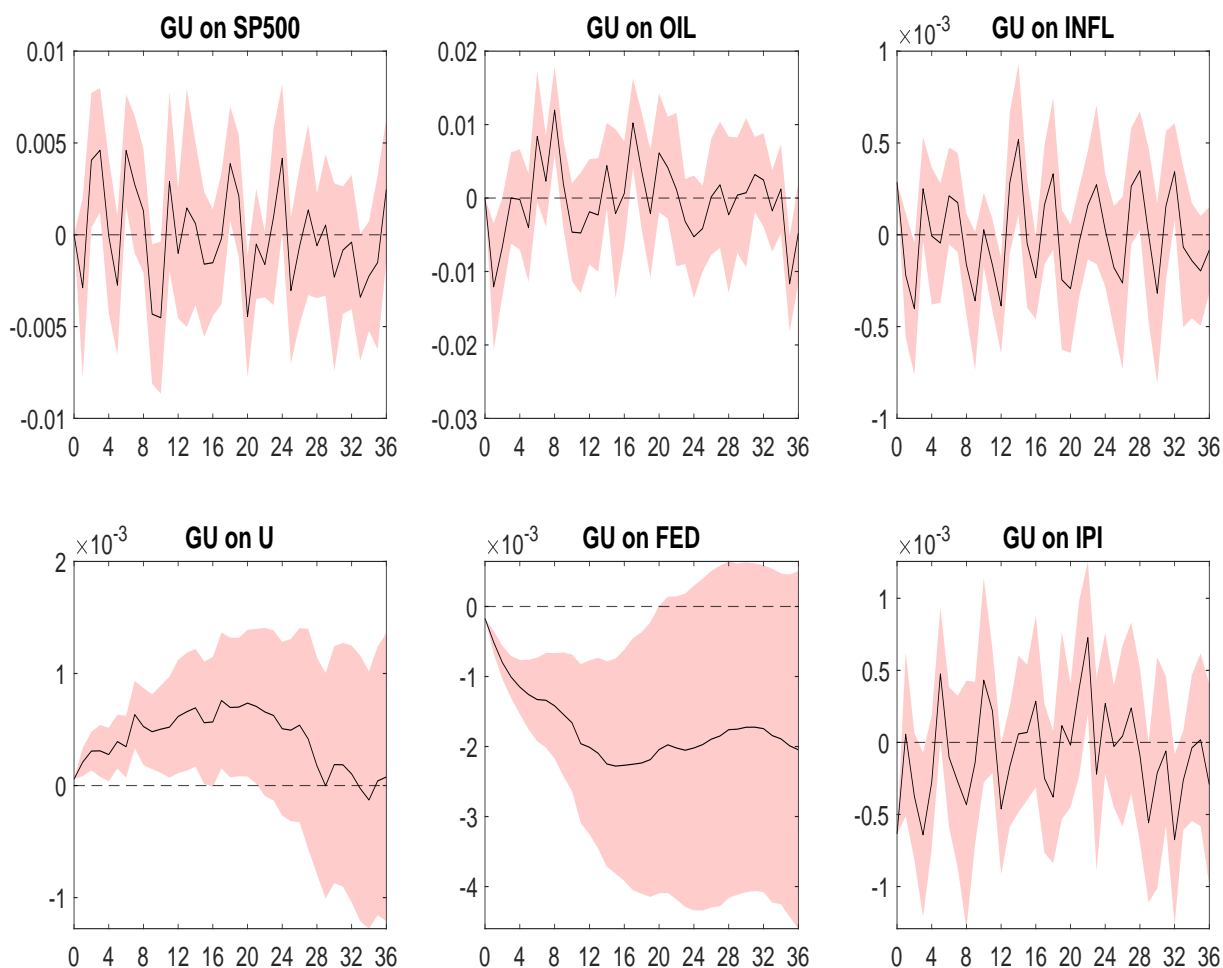 GU on SP500
0.01
0.005
0
-0.005
-0.01
0 4 8 12 16 20 24 28 32 36
GU on OIL
0.02
0.01
0
-0.01
-0.02
-0.03
0 4 8 12 16 20 24 28 32 36
GU on INFL
×10-3
1
0.5
0
-0.5
-1
0 4 8 12 16 20 24 28 32 36
GU on U
×10-3
2
1
0
-1
0 4 8 12 16 20 24 28 32 36
GU on FED
×10-3
0
-1
-2
-3
-4
0 4 8 12 16 20 24 28 32 36
GU on IPI
×10-3
1
0.5
0
-0.5
-1
0 4 8 12 16 20 24 28 32 36